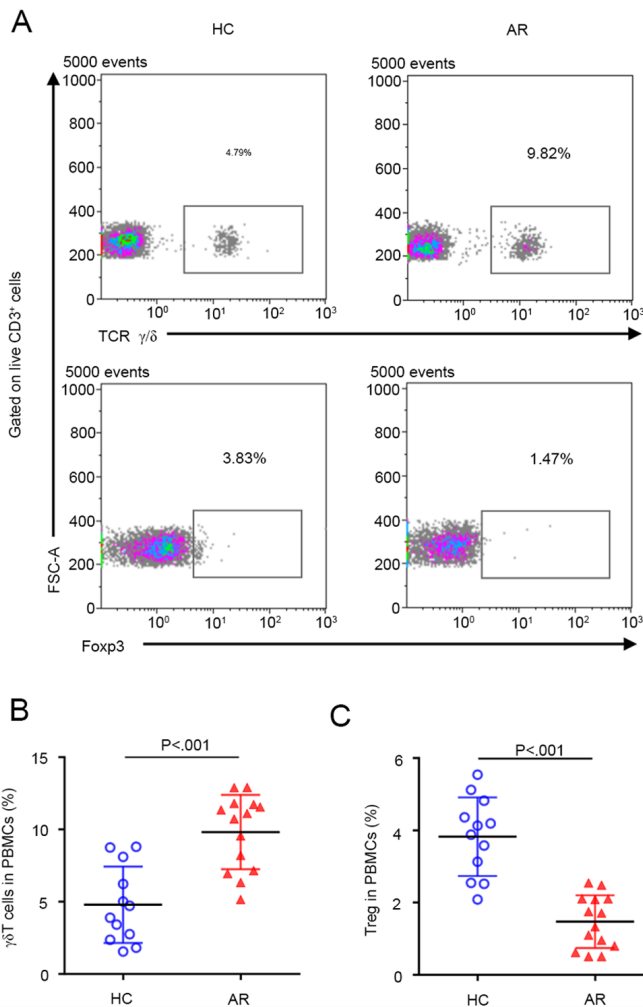 A
HC
AR
5000 events
5000 events
1000
800
600
400
200
0
4.79%
1000
800
600
400
200
0
9.82%
10⁰ 10¹ 10² 10³
10⁰ 10¹ 10² 10³
TCR γ/δ
Gated on live CD3⁺ cells
FSC-A
5000 events
5000 events
1000
800
600
400
200
0
3.83%
1000
800
600
400
200
0
1.47%
10⁰ 10¹ 10² 10³
10⁰ 10¹ 10² 10³
Foxp3
B
P<.001
γδT cells in PBMCs (%)
15
10
5
0
HC AR
C
P<.001
Treg in PBMCs (%)
6
4
2
0
HC AR